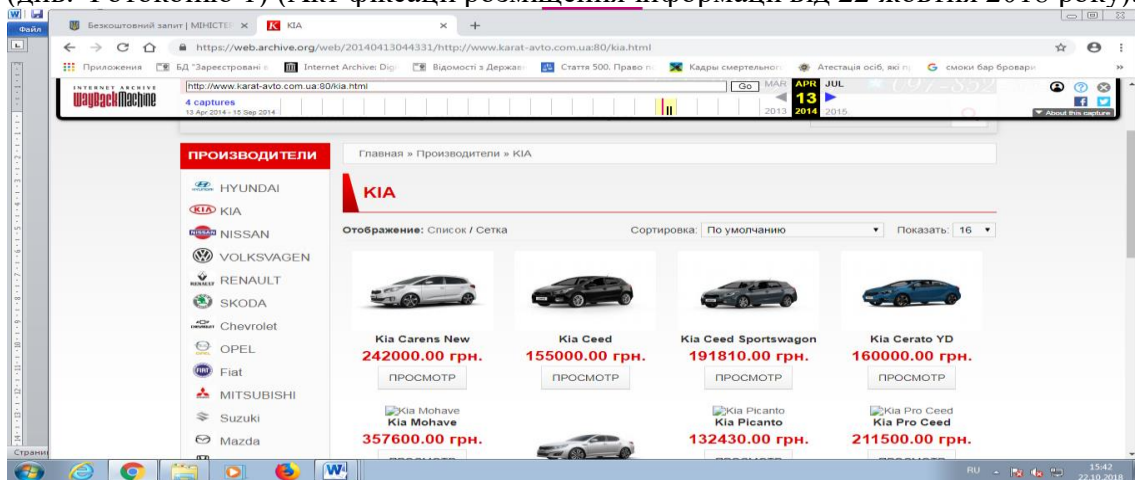 (див. Фотокопію 1) (Акт фіксації розміщення інформації від 22 жовтня 2018 року).
Файл
Безкоштовний запит | МІНІСТЕ
KIA
https://web.archive.org/web/20140413044331/http://www.karat-avto.com.ua:80/kia.html
Приложения
БД "Зареєстровані
Internet Archive: Digi
Відомості з Держав
Стаття 500. Право п
Кадры смертельног
Атестація осіб, які п
смоки бар бровари
INTERNET ARCHIVE
WayBackMachine
http://www.karat-avto.com.ua:80/kia.html
Go
MAR APR JUL
4 captures
13
13 Apr 2014 - 15 Sep 2014
2013 2014 2015
About this capture
ПРОИЗВОДИТЕЛИ
Главная » Производители » KIA
HYUNDAI
KIA
NISSAN
VOLKSVAGEN
RENAULT
SKODA
Chevrolet
OPEL
Fiat
MITSUBISHI
Suzuki
Mazda
KIA
Отображение: Список / Сетка
Сортировка: По умолчанию
Показать: 16
Kia Carens New
242000.00 грн.
ПРОСМОТР
Kia Ceed
155000.00 грн.
ПРОСМОТР
Kia Ceed Sportswagon
191810.00 грн.
ПРОСМОТР
Kia Cerato YD
160000.00 грн.
ПРОСМОТР
Kia Mohave
Kia Mohave
357600.00 грн.
Kia Picanto
Kia Picanto
132430.00 грн.
Kia Pro Ceed
Kia Pro Ceed
211500.00 грн.
RU
15:42
22.10.2018